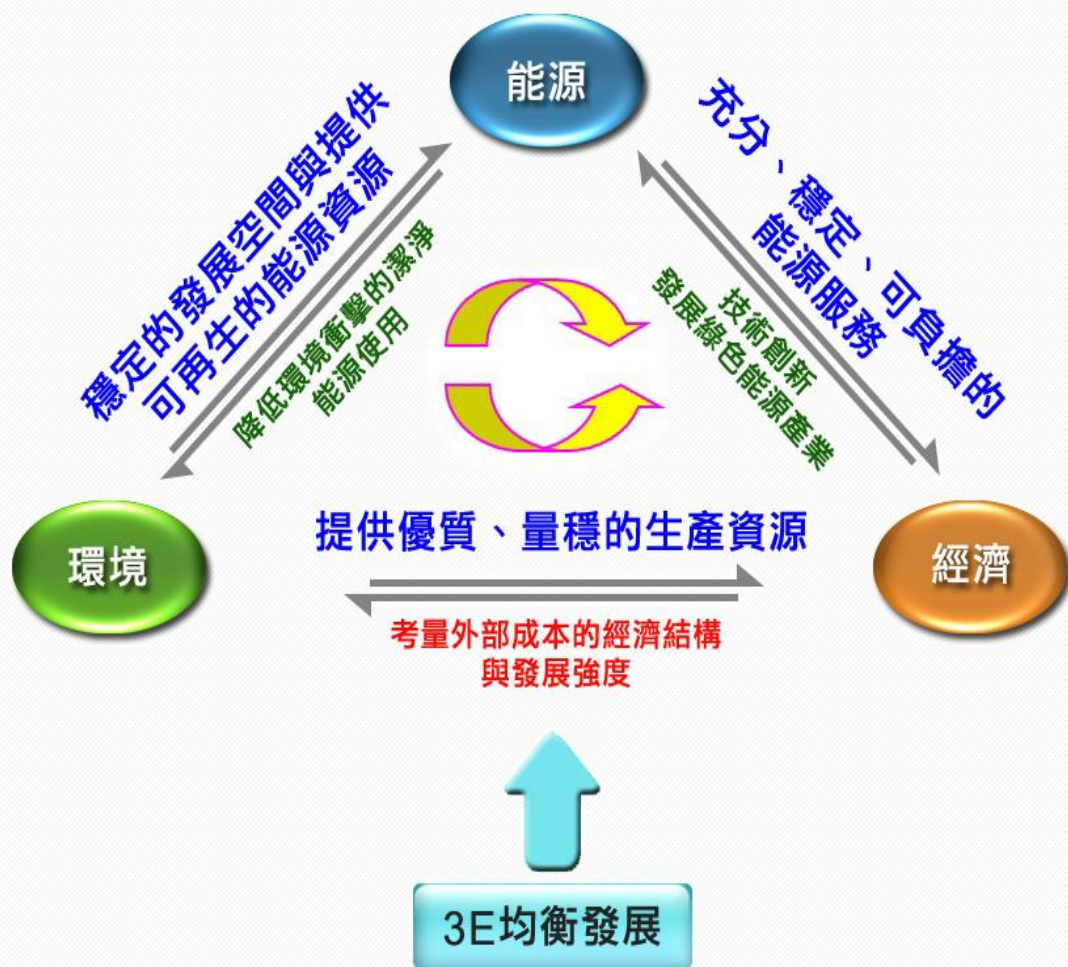 能源
穩定的發展空間與提供
可再生的能源資源
降低環境衝擊的潔淨
能源使用
充分、穩定、可負擔的
能源服務
技術創新
發展綠色能源產業
環境
提供優質、量穩的生產資源
經濟
考量外部成本的經濟結構
與發展強度
3E均衡發展